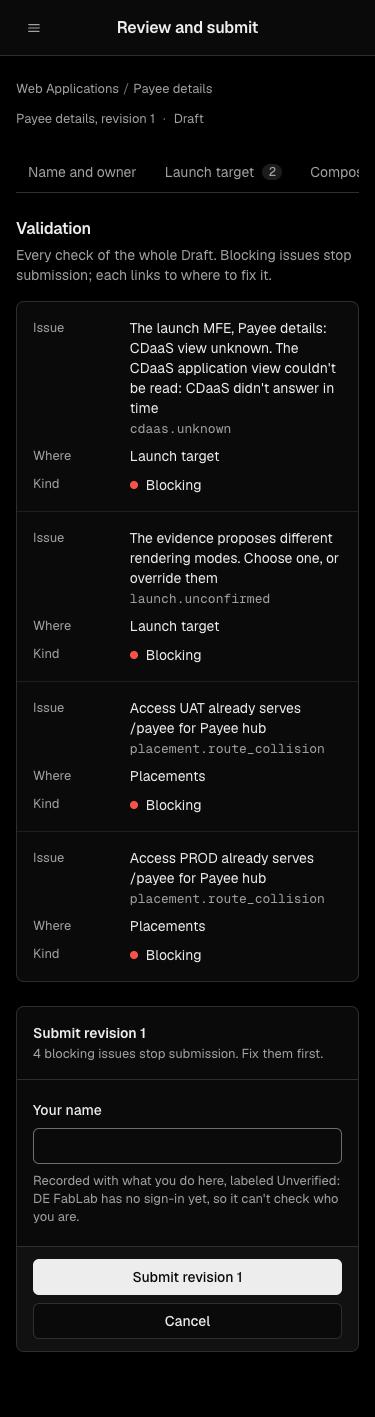 Review and submit
Web Applications / Payee details
Payee details, revision 1 · Draft
Name and owner Launch target 2 Compos
Validation
Every check of the whole Draft. Blocking issues stop
submission; each links to where to fix it.
Issue The launch MFE, Payee details:
CDaaS view unknown. The
CDaaS application view couldn't
be read: CDaaS didn't answer in
time
cdaas.unknown
Where Launch target
Kind Blocking
Issue The evidence proposes different
rendering modes. Choose one, or
override them
launch.unconfirmed
Where Launch target
Kind Blocking
Issue Access UAT already serves
/payee for Payee hub
placement.route_collision
Where Placements
Kind Blocking
Issue Access PROD already serves
/payee for Payee hub
placement.route_collision
Where Placements
Kind Blocking
Submit revision 1
4 blocking issues stop submission. Fix them first.
Your name
Recorded with what you do here, labeled Unverified:
DE FabLab has no sign-in yet, so it can't check who
you are.
Submit revision 1
Cancel